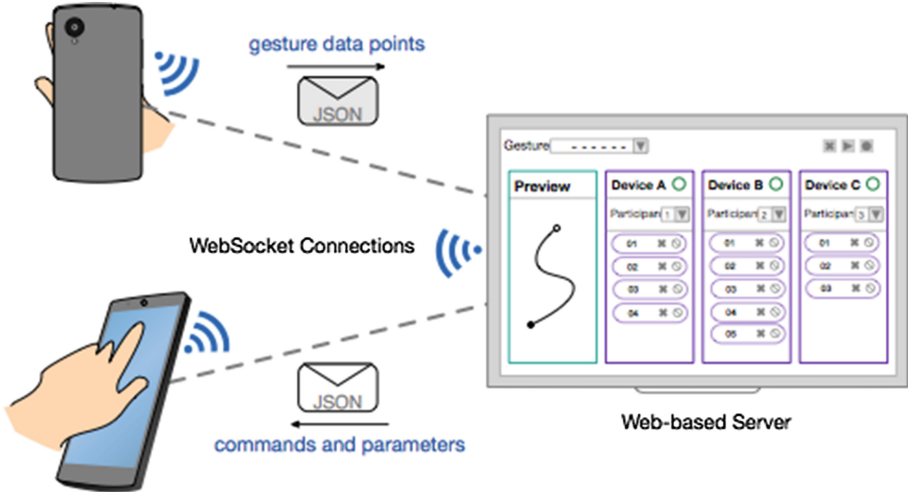 gesture data points
JSON
WebSocket Connections
JSON
commands and parameters
Gesture - - - - - -
Preview
Device A
Participan 1
01
02
03
04
Device B
Participan 2
01
02
03
04
05
Device C
Participan 3
01
02
03
Web-based Server